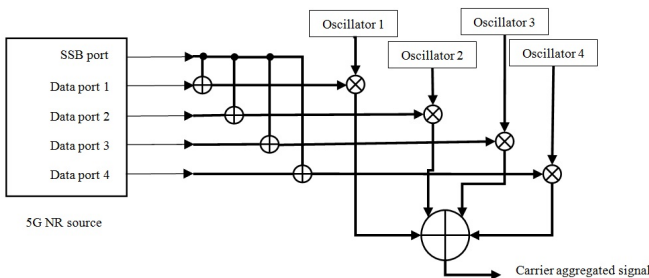 Oscillator 1
Oscillator 2
Oscillator 3
Oscillator 4
SSB port
Data port 1
Data port 2
Data port 3
Data port 4
5G NR source
Carrier aggregated signal